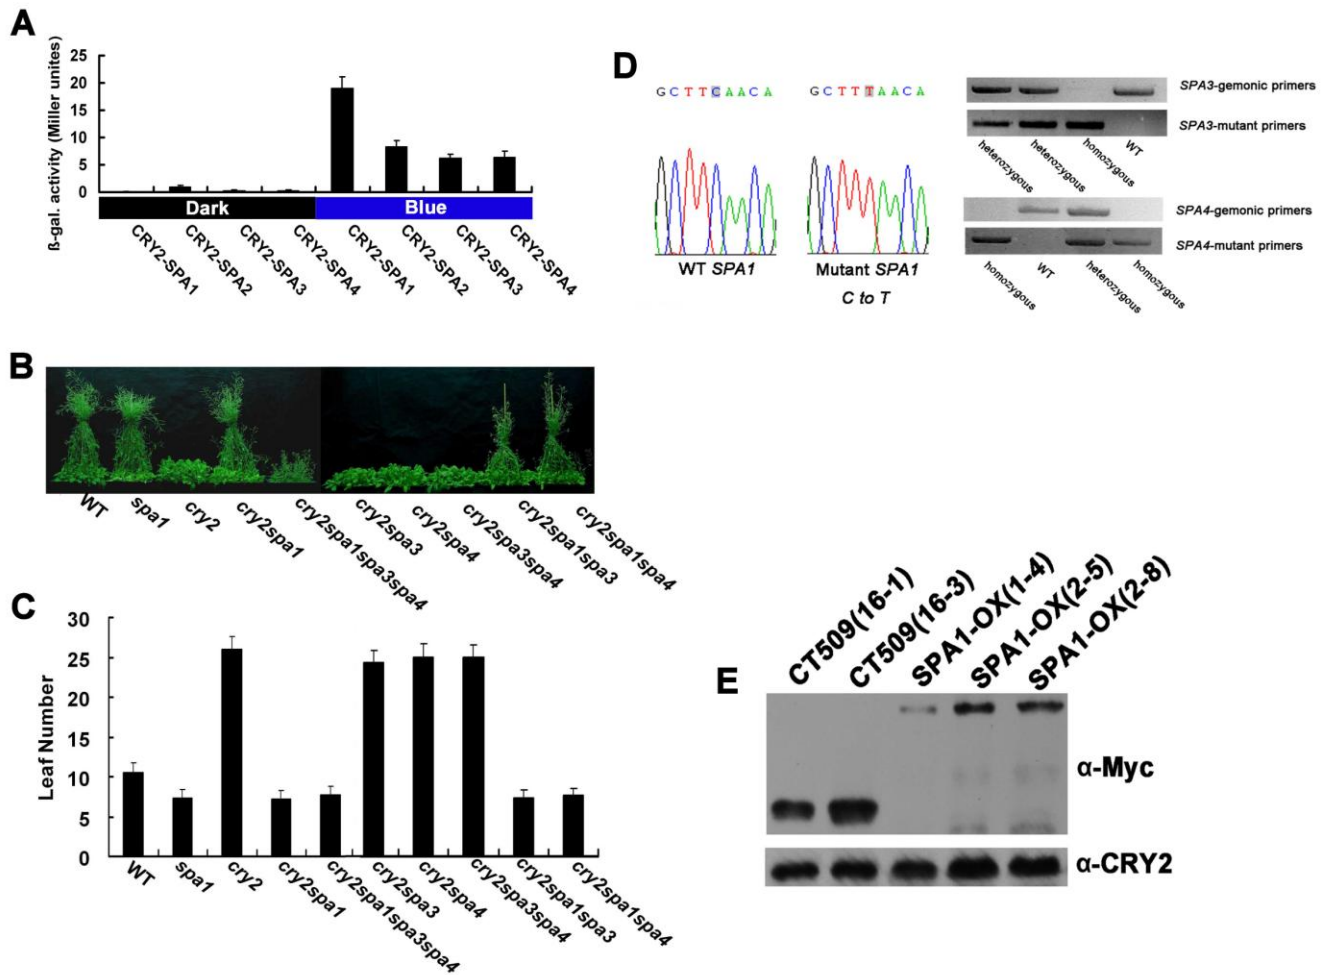 A
ß-gal. activity (Miller unites)
25
20
15
10
5
0
Dark
Blue
CRY2-SPA1
CRY2-SPA2
CRY2-SPA3
CRY2-SPA4
CRY2-SPA1
CRY2-SPA2
CRY2-SPA3
CRY2-SPA4
B
WT
spa1
cry2
cry2spa1
cry2spa1spa3spa4
cry2spa3
cry2spa4
cry2spa3spa4
cry2spa1spa3
cry2spa1spa4
C
Leaf Number
30
25
20
15
10
5
0
WT
spa1
cry2
cry2spa1
cry2spa1spa3spa4
cry2spa3
cry2spa4
cry2spa3spa4
cry2spa1spa3
cry2spa1spa4
D
G C T T C A A C A
G C T T T A A C A
WT SPA1
Mutant SPA1
C to T
SPA3-gemonic primers
SPA3-mutant primers
heterozygous
heterozygous
homozygous
WT
SPA4-gemonic primers
SPA4-mutant primers
homozygous
WT
heterozygous
homozygous
E
CT509(16-1)
CT509(16-3)
SPA1-OX(1-4)
SPA1-OX(2-5)
SPA1-OX(2-8)
α-Myc
α-CRY2